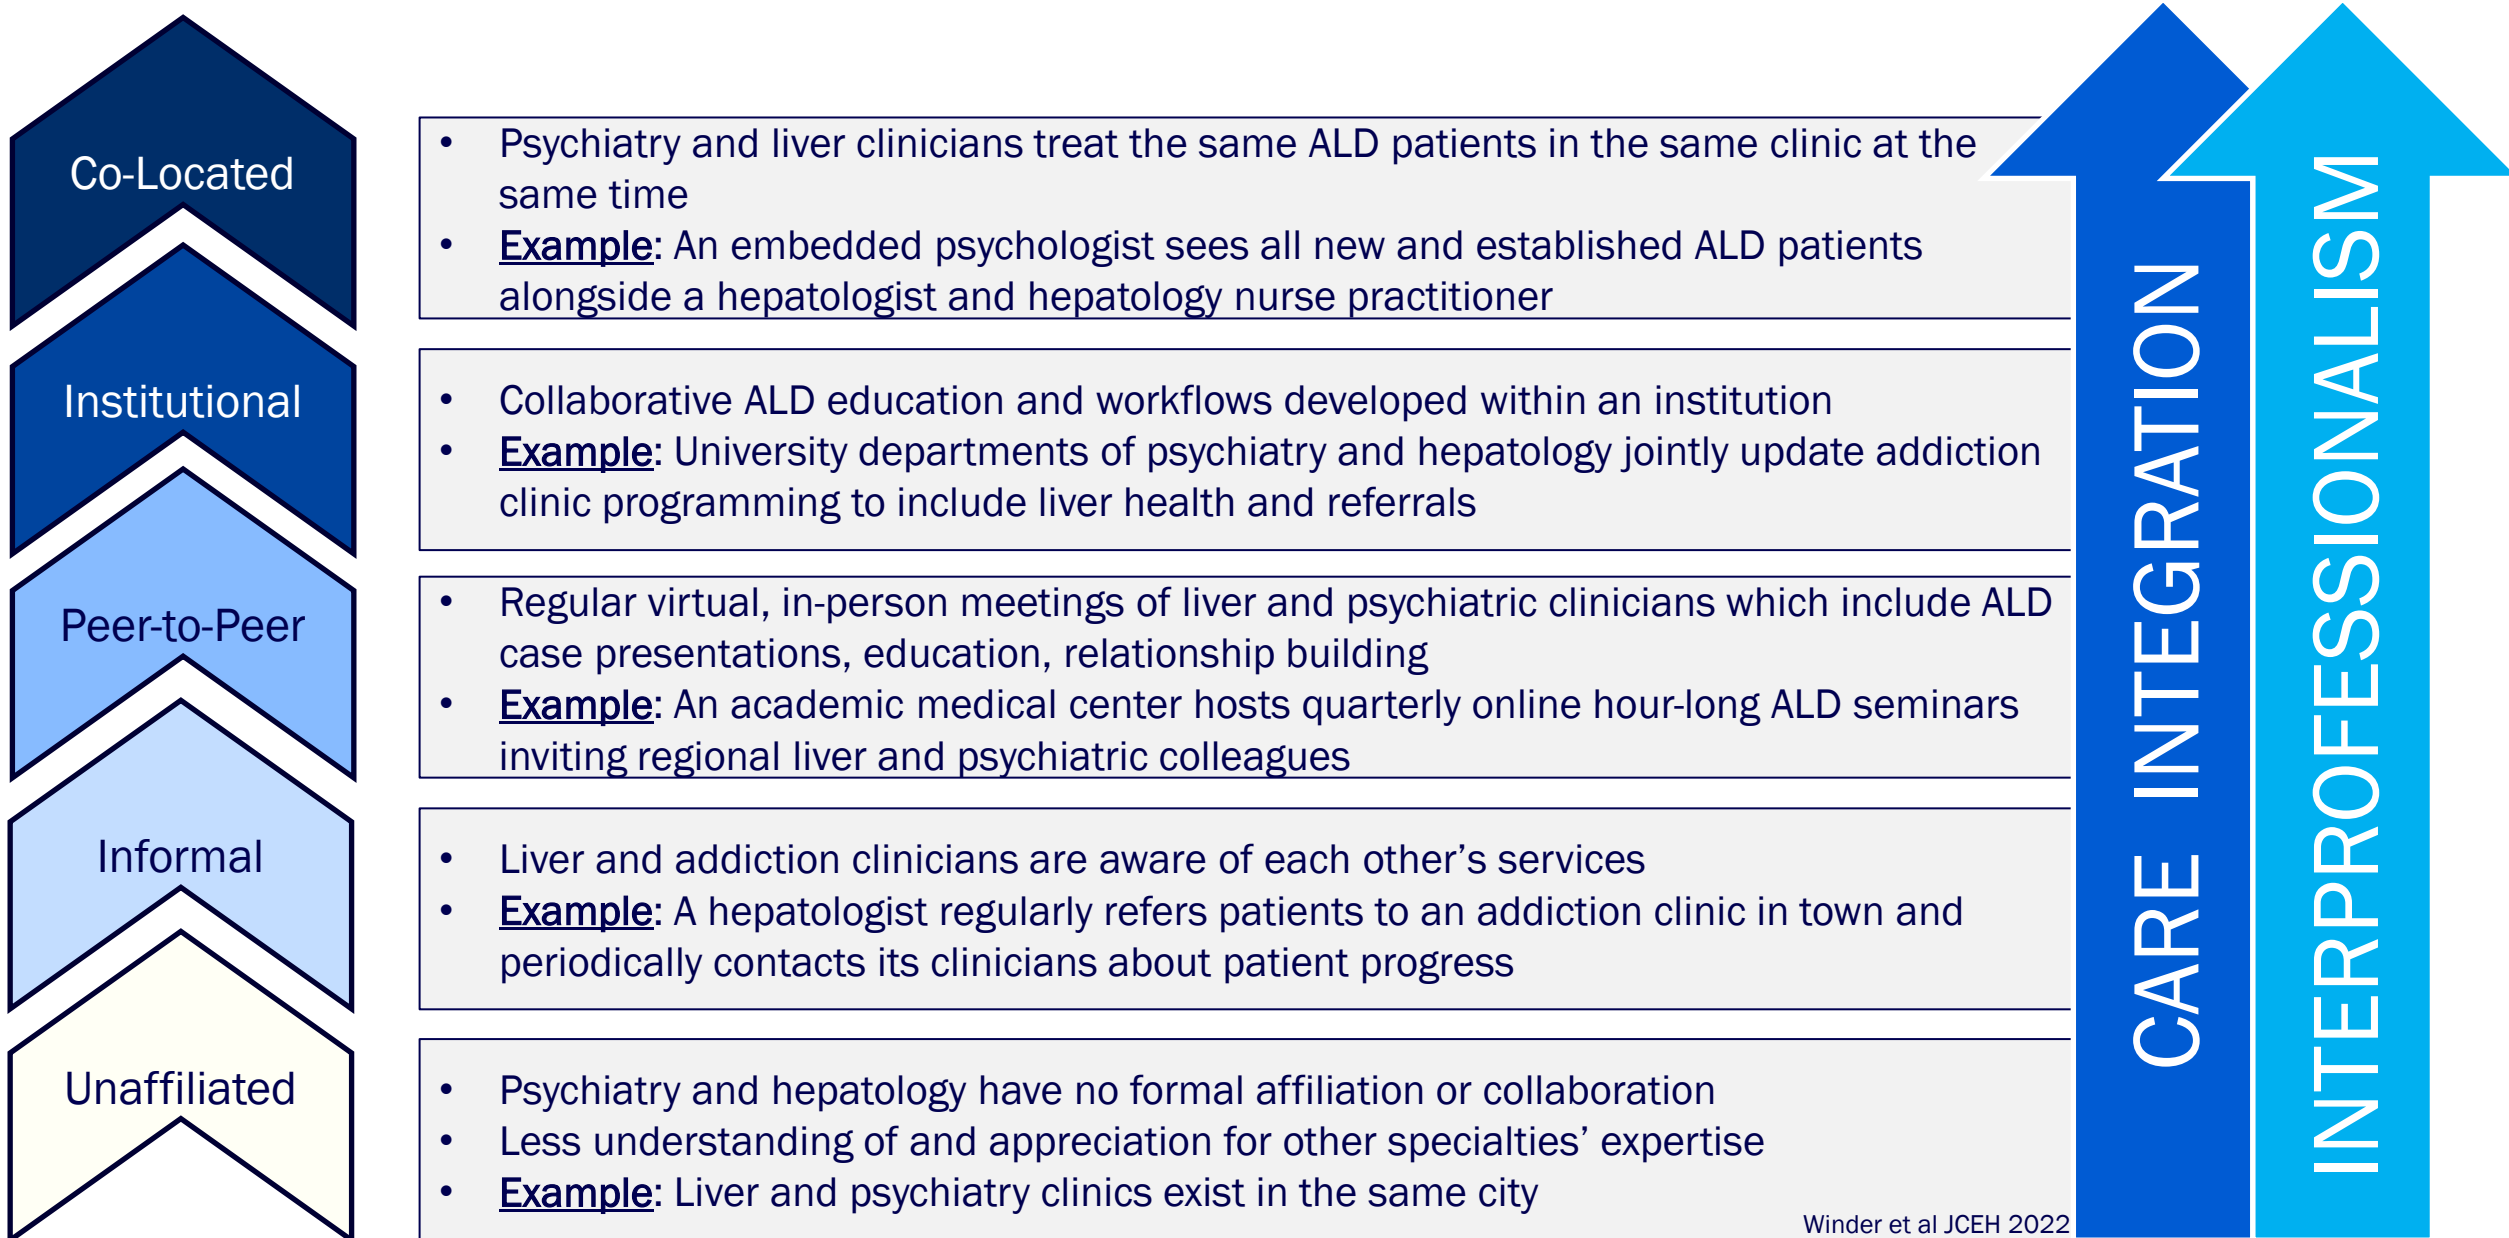 Co-Located
• Psychiatry and liver clinicians treat the same ALD patients in the same clinic at the
same time
• Example: An embedded psychologist sees all new and established ALD patients
alongside a hepatologist and hepatology nurse practitioner
Institutional
• Collaborative ALD education and workflows developed within an institution
• Example: University departments of psychiatry and hepatology jointly update addiction
clinic programming to include liver health and referrals
Peer-to-Peer
• Regular virtual, in-person meetings of liver and psychiatric clinicians which include ALD
case presentations, education, relationship building
• Example: An academic medical center hosts quarterly online hour-long ALD seminars
inviting regional liver and psychiatric colleagues
Informal
• Liver and addiction clinicians are aware of each other’s services
• Example: A hepatologist regularly refers patients to an addiction clinic in town and
periodically contacts its clinicians about patient progress
Unaffiliated
• Psychiatry and hepatology have no formal affiliation or collaboration
• Less understanding of and appreciation for other specialties’ expertise
• Example: Liver and psychiatry clinics exist in the same city
Winder et al JCEH 2022
CARE INTEGRATION
INTERPROFESSIONALISM